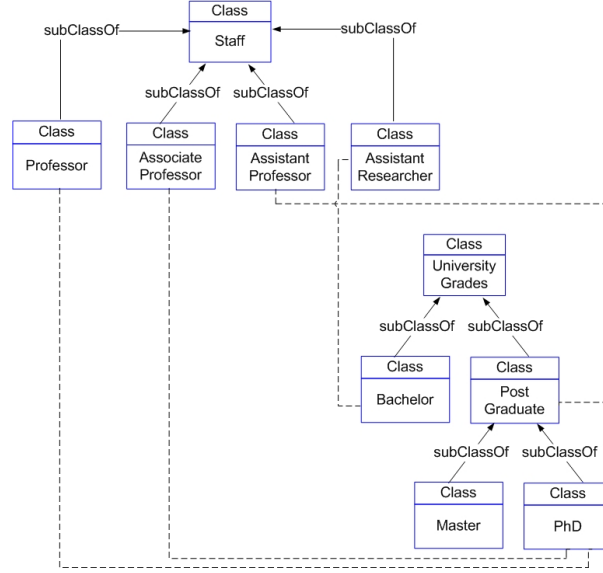 Class
subClassOf
subClassOf
Staff
subClassOf
subClassOf
Class
Class
Class
Class
Professor
Associate
Professor
Assistant
Professor
Assistant
Researcher
Class
University
Grades
subClassOf
subClassOf
Class
Class
Bachelor
Post
Graduate
subClassOf
subClassOf
Class
Class
Master
PhD